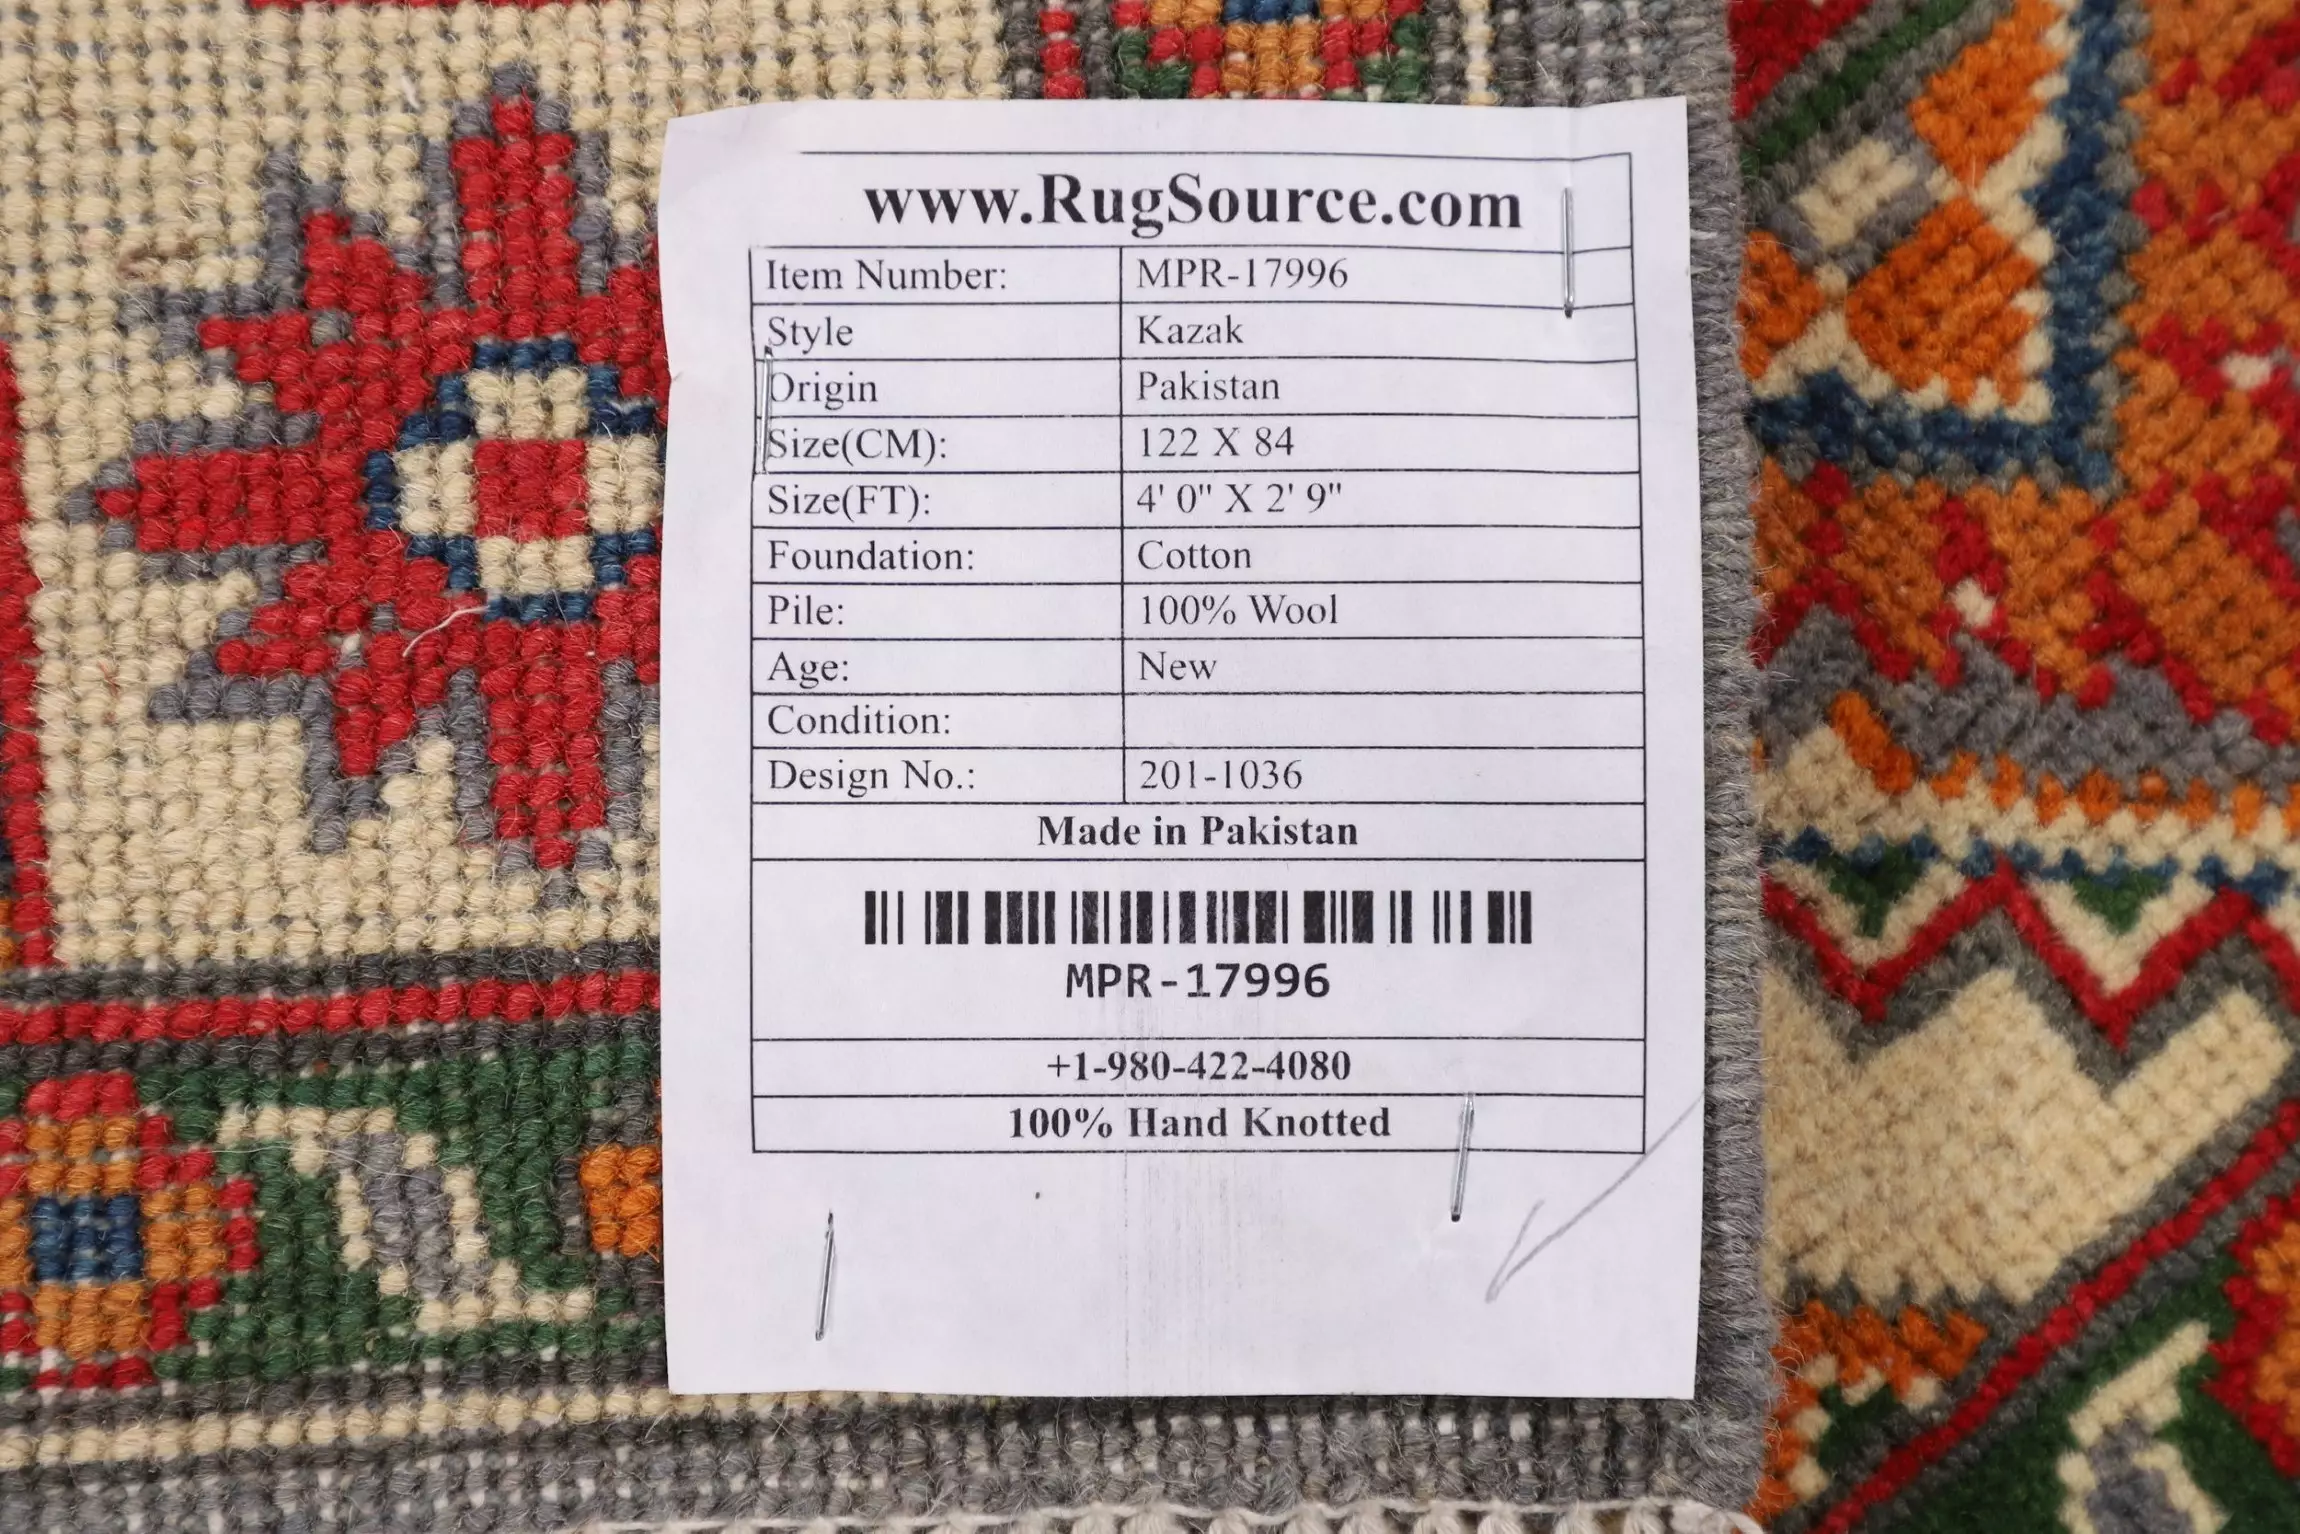 www.RugSource.com
Item Number: MPR-17996
Style Kazak
Origin Pakistan
Size(CM): 122 X 84
Size(FT): 4' 0" X 2' 9"
Foundation: Cotton
Pile: 100% Wool
Age: New
Condition:
Design No.: 201-1036
Made in Pakistan
MPR-17996
+1-980-422-4080
100% Hand Knotted